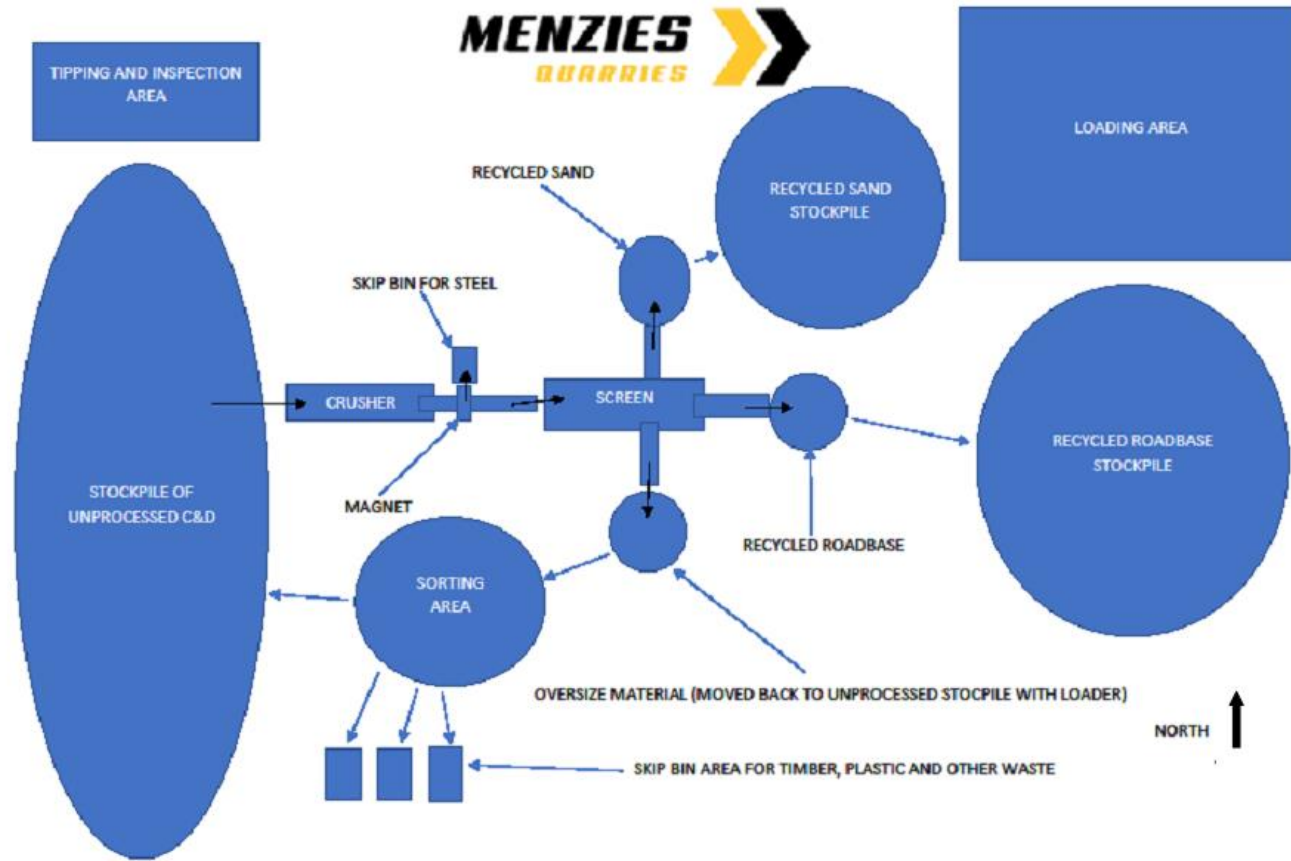 MENZIES
QUARRIES
TIPPING AND INSPECTION
AREA
LOADING AREA
RECYCLED SAND
RECYCLED SAND
STOCKPILE
SKIP BIN FOR STEEL
CRUSHER
SCREEN
RECYCLED ROADBASE
STOCKPILE
STOCKPILE OF
UNPROCESSED C&D
MAGNET
RECYCLED ROADBASE
SORTING
AREA
OVERSIZE MATERIAL (MOVED BACK TO UNPROCESSED STOCPILE WITH LOADER)
NORTH
SKIP BIN AREA FOR TIMBER, PLASTIC AND OTHER WASTE